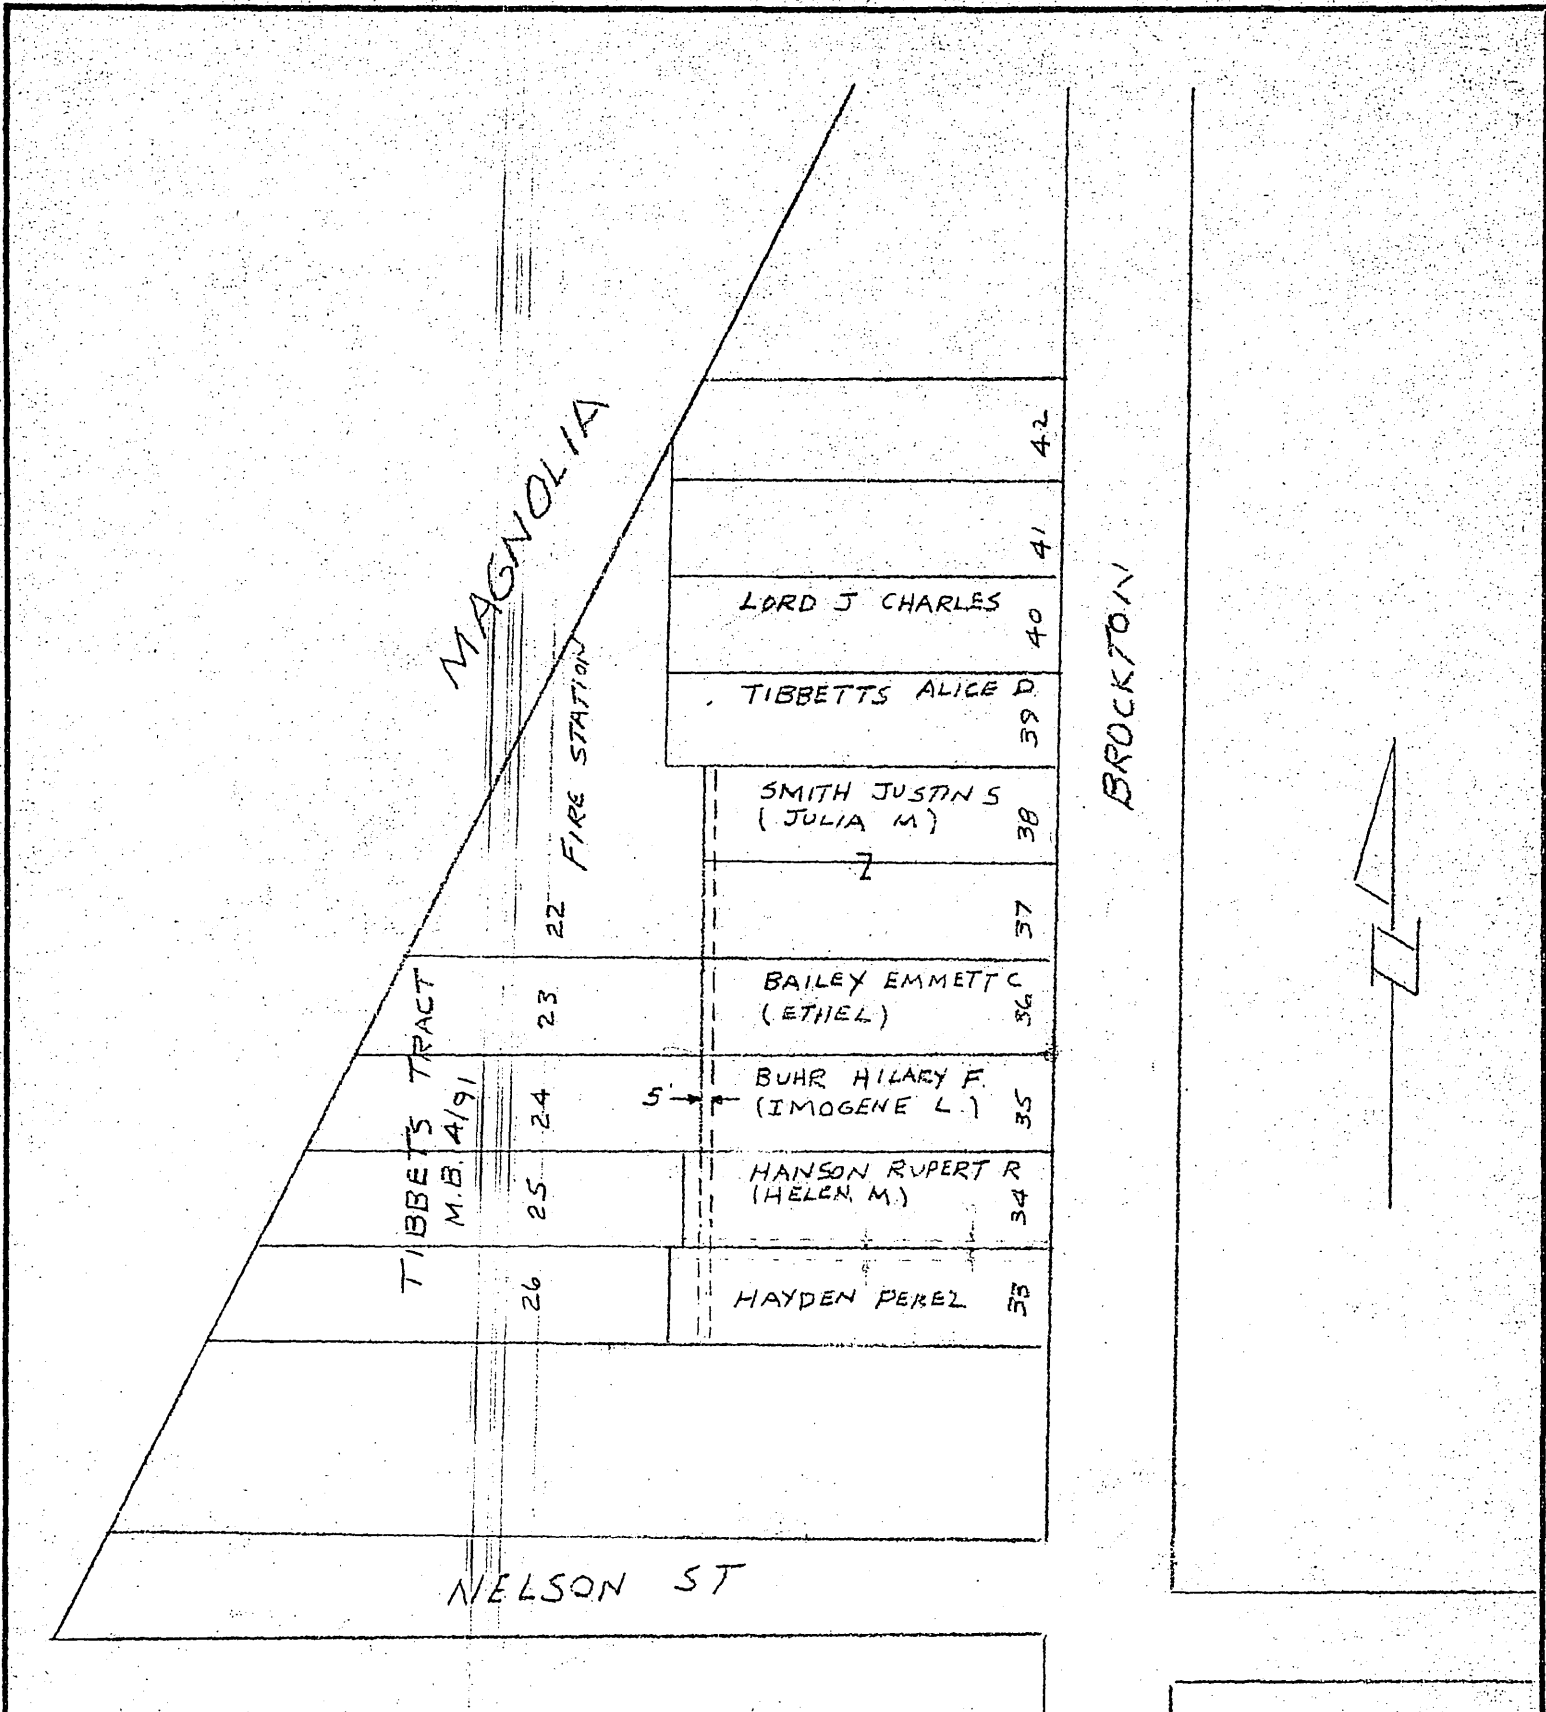 MAGNOLIA
42
41
LORD J CHARLES
40
TIBBETTS ALICE D.
39
BROCKTON
FIRE STATION
SMITH JUSTIN S
(JULIA M)
38
22
37
Z
BAILEY EMMETT C
(ETHEL)
36
23
TIBBETS TRACT
M.B. 4/91
BUHR HILARY F.
(IMOGENE L.)
35
24
5'
HANSON RUPERT R
(HELEN M.)
34
25
HAYDEN PEREZ
33
26
N
NELSON ST